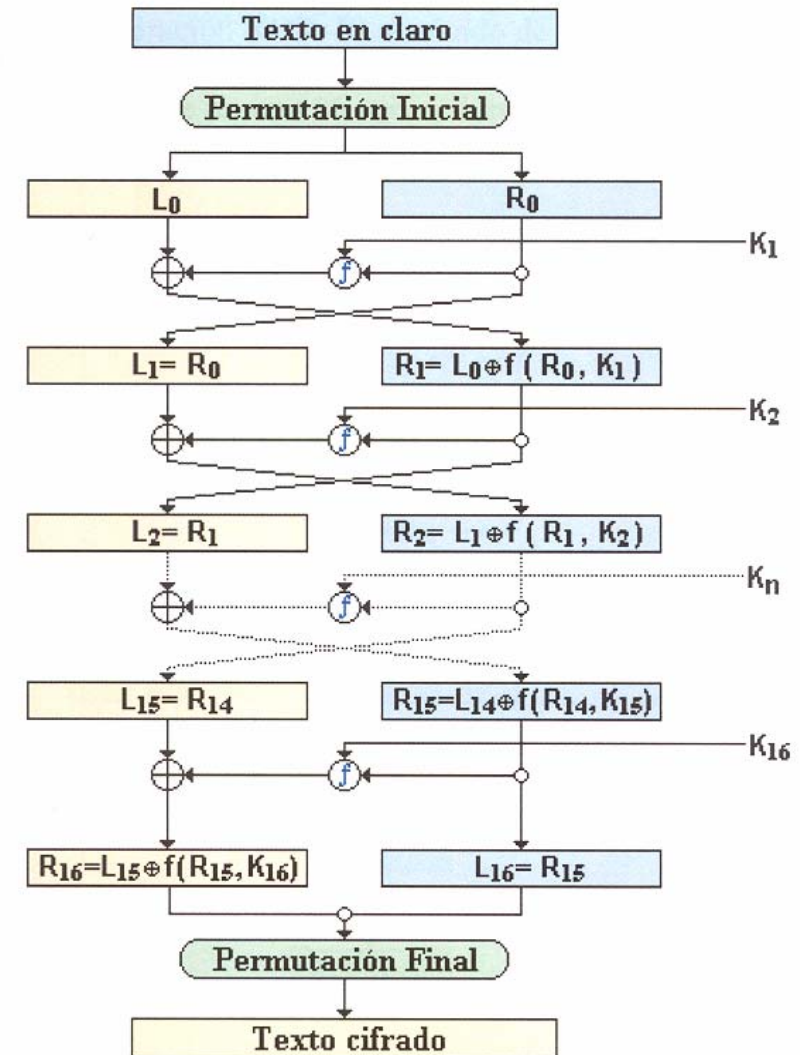 Texto en claro
Permutación Inicial
L0 R0
K1
f
L1= R0 R1= L0⊕f ( R0 , K1 )
K2
f
L2= R1 R2= L1⊕f ( R1 , K2 )
Kn
f
L15= R14 R15=L14⊕f(R14,K15)
K16
f
R16=L15⊕f(R15,K16) L16= R15
Permutación Final
Texto cifrado